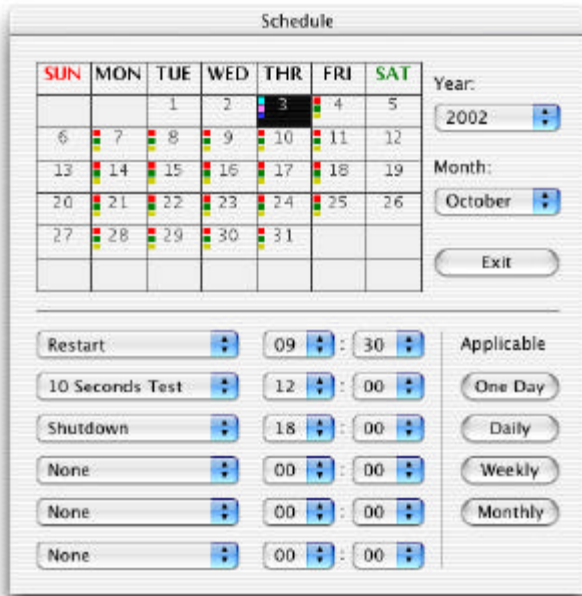 Schedule
SUN MON TUE WED THR FRI SAT
1 2 3 4 5
6 7 8 9 10 11 12
13 14 15 16 17 18 19
20 21 22 23 24 25 26
27 28 29 30 31
Year:
2002
Month:
October
Exit
Restart 09 : 30
10 Seconds Test 12 : 00
Shutdown 18 : 00
None 00 : 00
None 00 : 00
None 00 : 00
Applicable
One Day
Daily
Weekly
Monthly